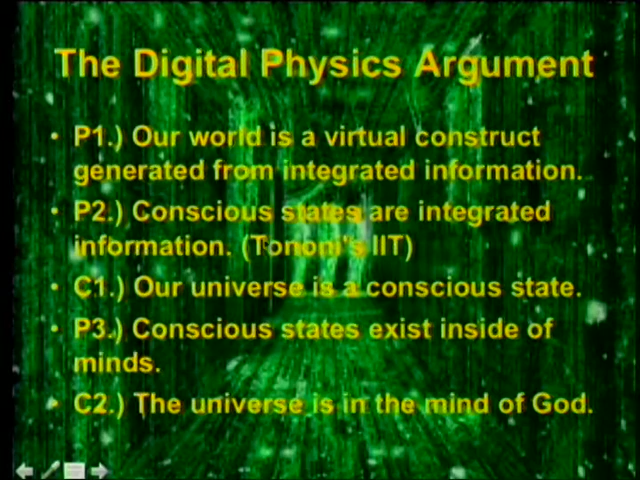 The Digital Physics Argument
• P1.) Our world is a virtual construct
generated from integrated information.
• P2.) Conscious states are integrated
information. (Tononi's IIT)
• C1.) Our universe is a conscious state.
• P3.) Conscious states exist inside of
minds.
• C2.) The universe is in the mind of God.